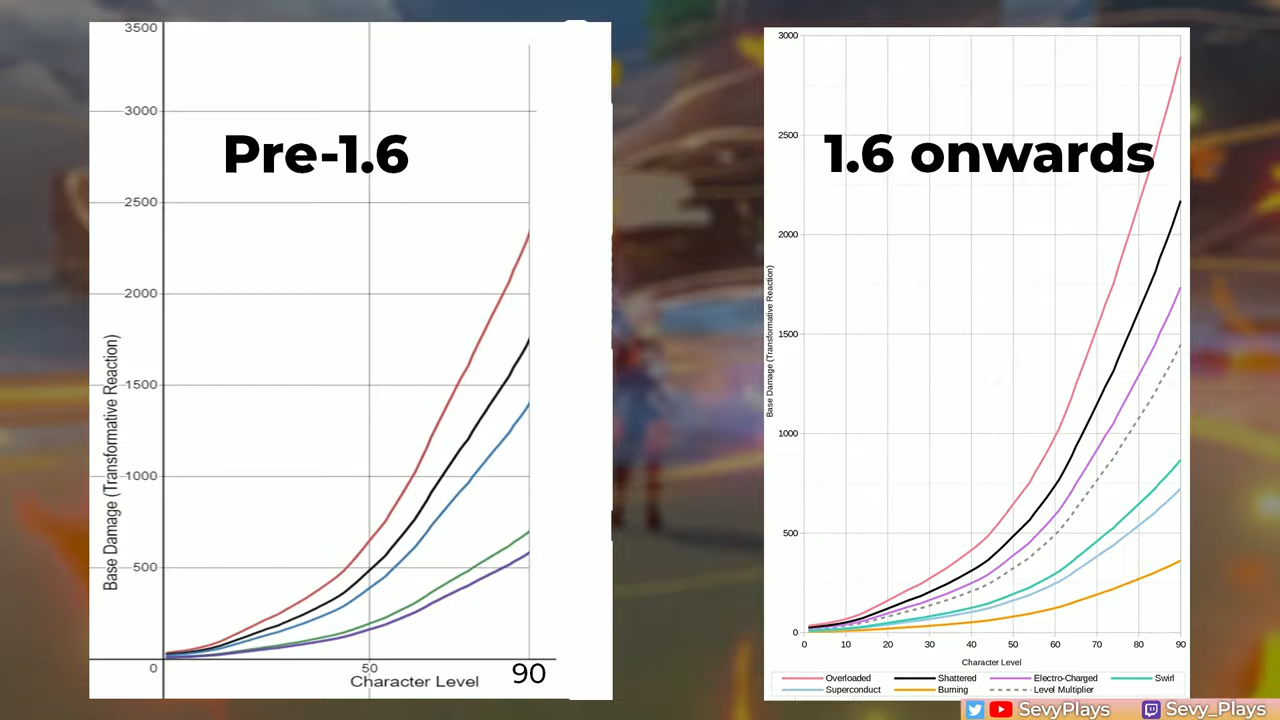 Pre-1.6
3500
3000
2500
2000
1500
1000
500
0
50
90
Character Level
Base Damage (Transformative Reaction)
1.6 onwards
3000
2500
2000
1500
1000
500
0
0 10 20 30 40 50 60 70 80 90
Character Level
Base Damage (Transformative Reaction)
Overloaded Shattered Electro-Charged Swirl
Superconduct Burning Level Multiplier
SevyPlays Sevy_Plays